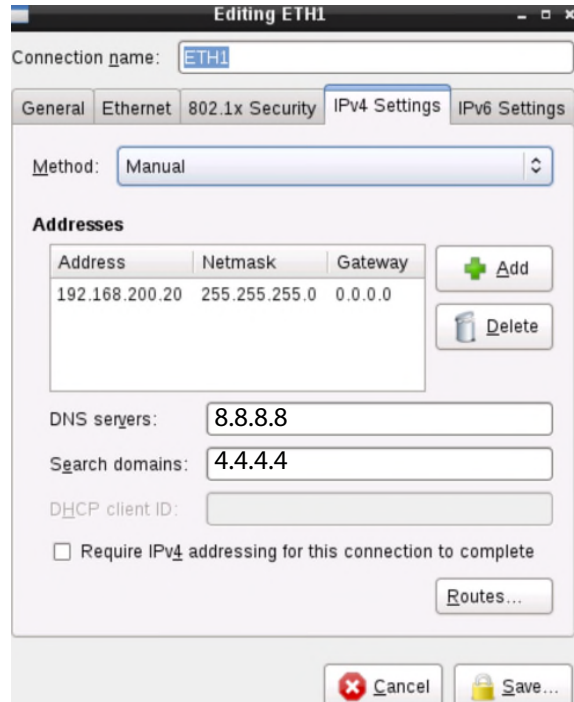 Editing ETH1
Connection name: ETH1
General Ethernet 802.1x Security IPv4 Settings IPv6 Settings
Method: Manual
Addresses
Address Netmask Gateway
192.168.200.20 255.255.255.0 0.0.0.0
Add
Delete
DNS servers: 8.8.8.8
Search domains: 4.4.4.4
DHCP client ID:
Require IPv4 addressing for this connection to complete
Routes...
Cancel Save...